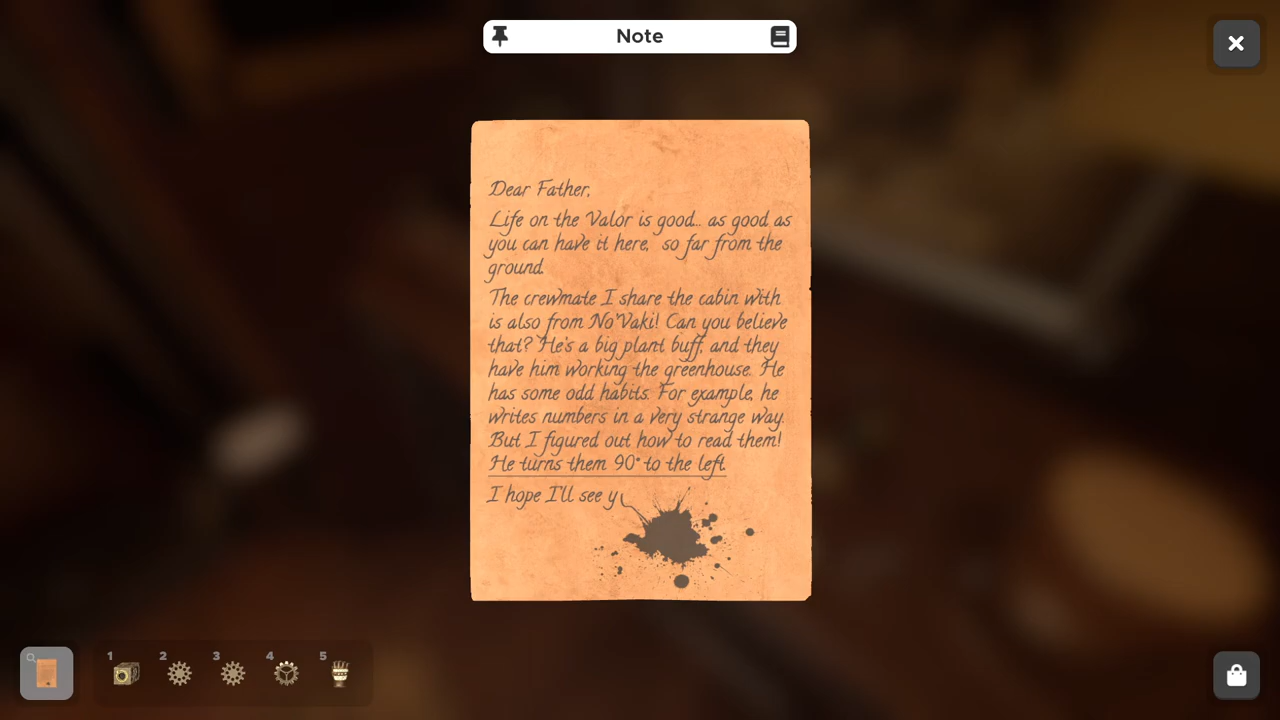 Note
Dear Father,
Life on the Valor is good... as good as
you can have it here, so far from the
ground.
The crewmate I share the cabin with
is also from No'Vaki! Can you believe
that? He's a big plant buff, and they
have him working the greenhouse. He
has some odd habits. For example, he
writes numbers in a very strange way.
But I figured out how to read them!
He turns them 90° to the left.
I hope I'll see y
1 2 3 4 5